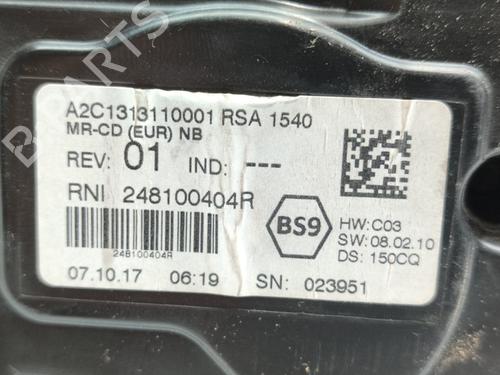 A2C1313110001 RSA 1540
MR-CD (EUR) NB
REV: 01 IND: ---
RNI 248100404R
BS9
HW:C03
SW:08.02.10
DS: 150CQ
248100404R
07.10.17 06:19 SN: 023951
B-PARTS